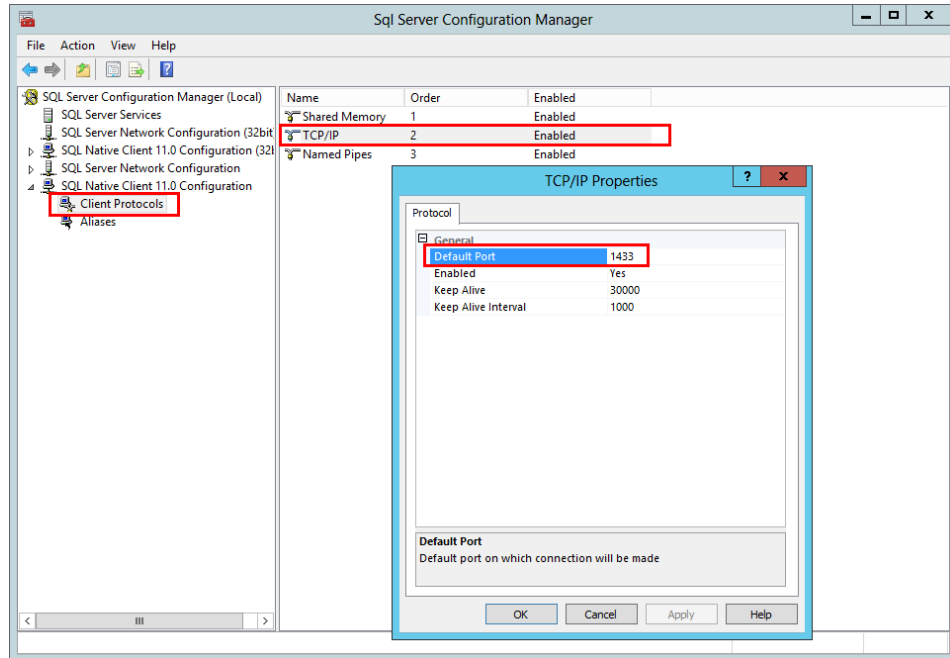 Sql Server Configuration Manager
File Action View Help
SQL Server Configuration Manager (Local)
SQL Server Services
SQL Server Network Configuration (32bit
SQL Native Client 11.0 Configuration (32
SQL Server Network Configuration
SQL Native Client 11.0 Configuration
Client Protocols
Aliases
Name Order Enabled
Shared Memory 1 Enabled
TCP/IP 2 Enabled
Named Pipes 3 Enabled
TCP/IP Properties
Protocol
General
Default Port 1433
Enabled Yes
Keep Alive 30000
Keep Alive Interval 1000
Default Port
Default port on which connection will be made
OK Cancel Apply Help